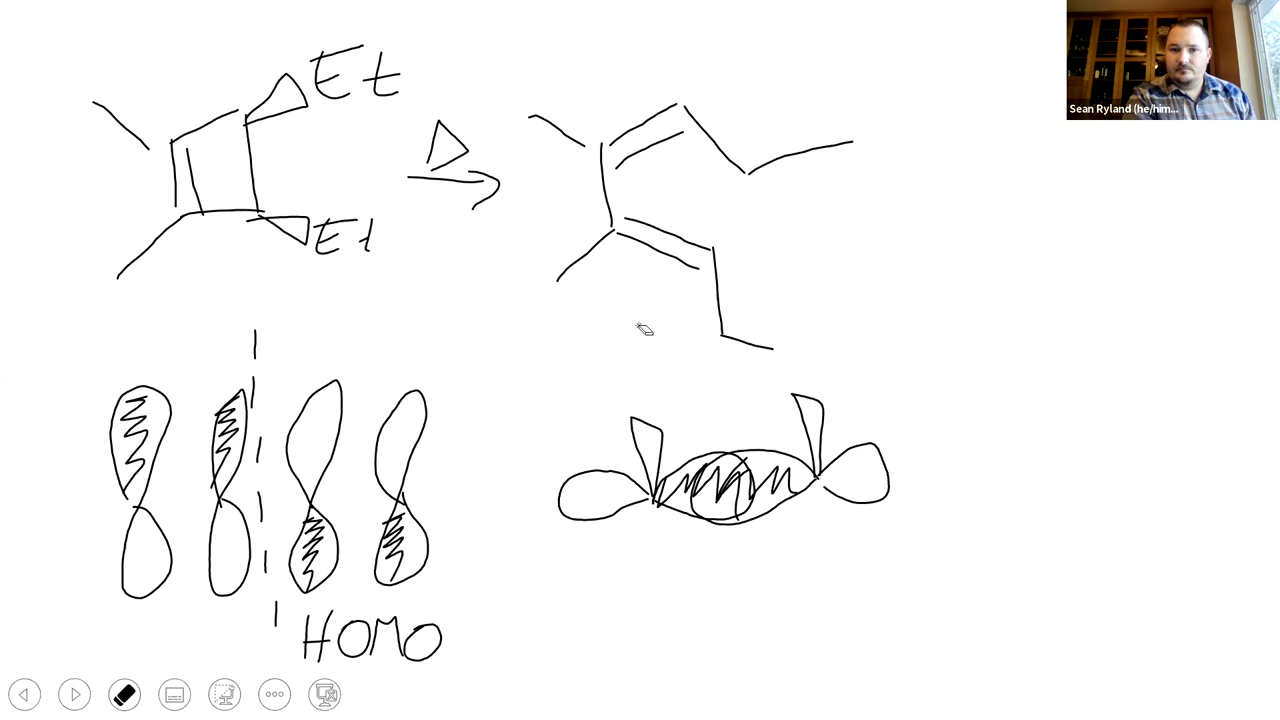 Et
Et
Δ
HOMO
Sean Ryland (he/him...